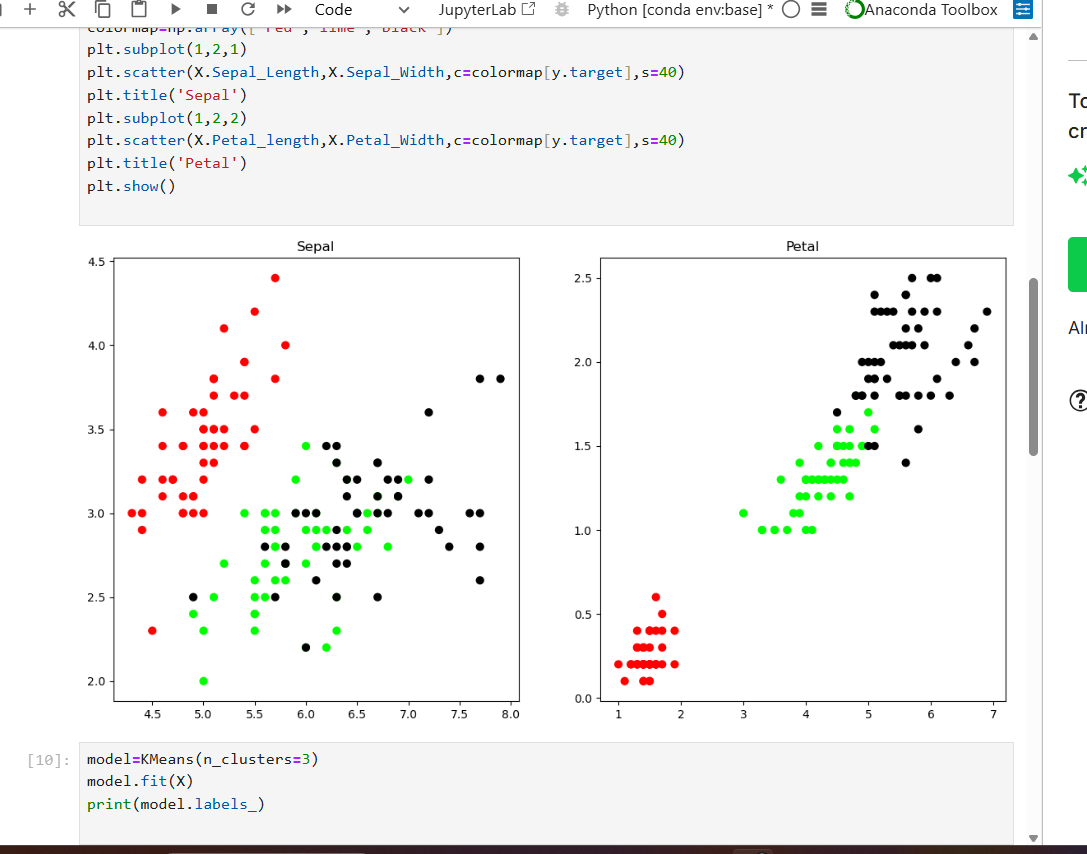 Code
JupyterLab
Python [conda env:base] *
Anaconda Toolbox
colormap=np.array(['red','lime','black'])
plt.subplot(1,2,1)
plt.scatter(X.Sepal_Length,X.Sepal_Width,c=colormap[y.target],s=40)
plt.title('Sepal')
plt.subplot(1,2,2)
plt.scatter(X.Petal_length,X.Petal_Width,c=colormap[y.target],s=40)
plt.title('Petal')
plt.show()
To
cr
Alr
Sepal
4.5
4.0
3.5
3.0
2.5
2.0
4.5 5.0 5.5 6.0 6.5 7.0 7.5 8.0
Petal
2.5
2.0
1.5
1.0
0.5
0.0
1 2 3 4 5 6 7
[10]:
model=KMeans(n_clusters=3)
model.fit(X)
print(model.labels_)